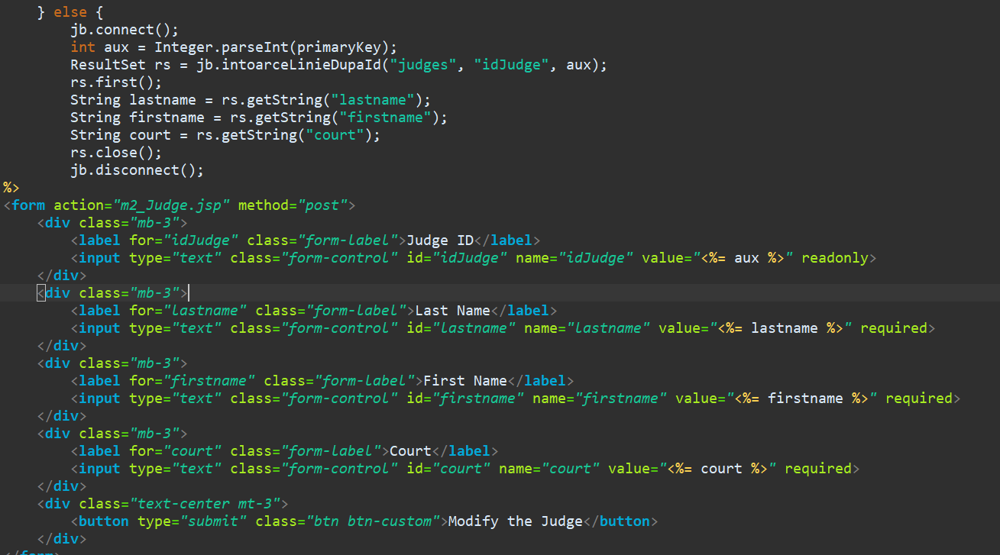 } else {
        jb.connect();
        int aux = Integer.parseInt(primaryKey);
        ResultSet rs = jb.intoarceLinieDupaId("judges", "idJudge", aux);
        rs.first();
        String lastname = rs.getString("lastname");
        String firstname = rs.getString("firstname");
        String court = rs.getString("court");
        rs.close();
        jb.disconnect();
%>
<form action="m2_Judge.jsp" method="post">
    <div class="mb-3">
        <label for="idJudge" class="form-label">Judge ID</label>
        <input type="text" class="form-control" id="idJudge" name="idJudge" value="<%= aux %>" readonly>
    </div>
    <div class="mb-3">
        <label for="lastname" class="form-label">Last Name</label>
        <input type="text" class="form-control" id="lastname" name="lastname" value="<%= lastname %>" required>
    </div>
    <div class="mb-3">
        <label for="firstname" class="form-label">First Name</label>
        <input type="text" class="form-control" id="firstname" name="firstname" value="<%= firstname %>" required>
    </div>
    <div class="mb-3">
        <label for="court" class="form-label">Court</label>
        <input type="text" class="form-control" id="court" name="court" value="<%= court %>" required>
    </div>
    <div class="text-center mt-3">
        <button type="submit" class="btn btn-custom">Modify the Judge</button>
    </div>
</form>